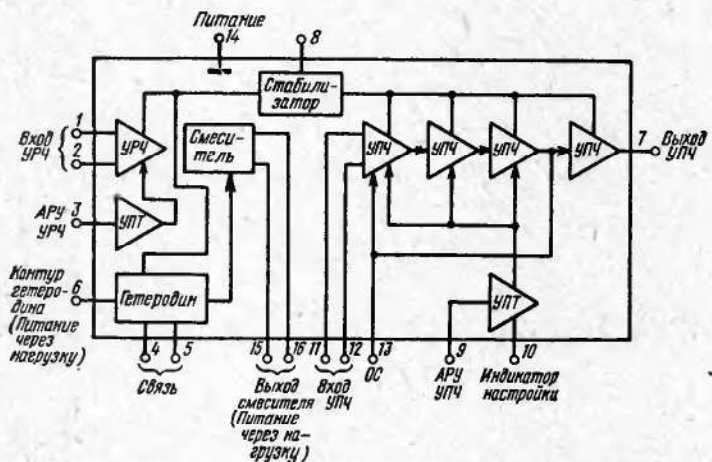 Питание
14
8
Стабили-
затор
1
Вход
УРЧ
2
УРЧ
Смеси-
тель
УПЧ
УПЧ
УПЧ
УПЧ
7
Выход
УПЧ
3
АРУ
УРЧ
УПТ
6
Контур
гетеро-
дина
(Питание
через
нагрузку)
Гетеродин
УПТ
4
5
15
16
11
12
13
9
10
Связь
Выход
смесителя
(Питание
через на-
грузку)
Вход
УПЧ
ОС
АРУ
УПЧ
Индикатор
настройки